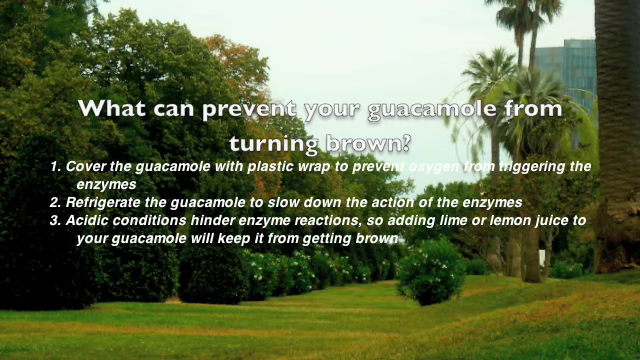 What can prevent your guacamole from
turning brown?
1. Cover the guacamole with plastic wrap to prevent oxygen from triggering the
enzymes
2. Refrigerate the guacamole to slow down the action of the enzymes
3. Acidic conditions hinder enzyme reactions, so adding lime or lemon juice to
your guacamole will keep it from getting brown